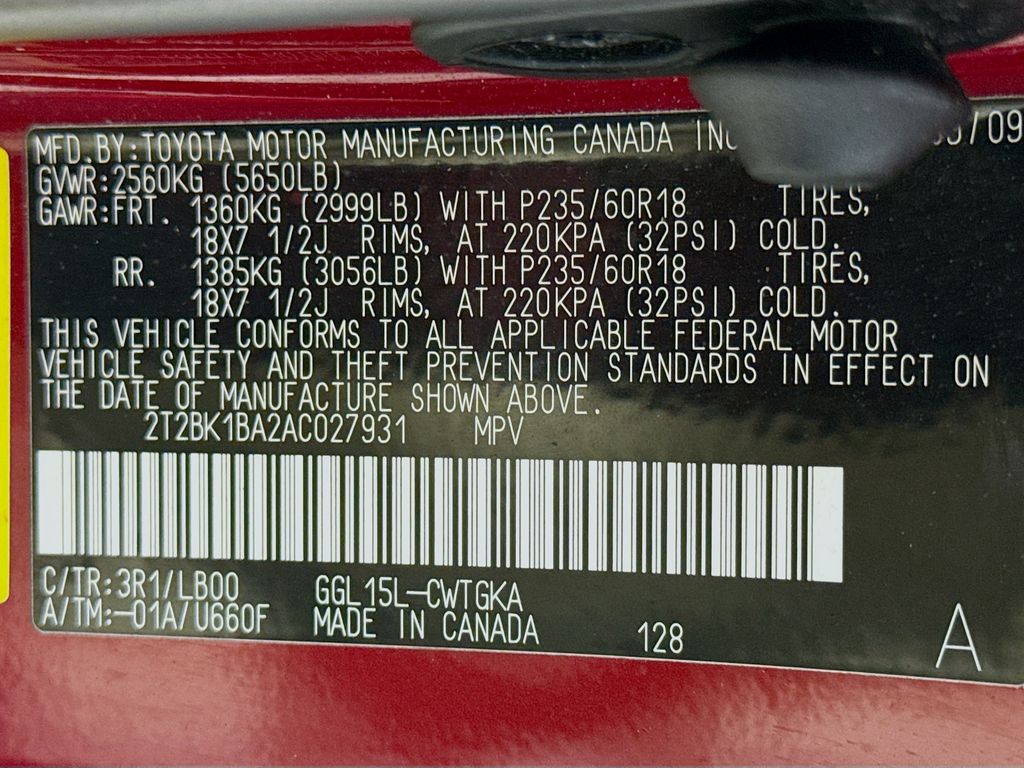 MFD.BY:TOYOTA MOTOR MANUFACTURING CANADA INC /09
GVWR:2560KG (5650LB)
GAWR:FRT. 1360KG (2999LB) WITH P235/60R18 TIRES,
18X7 1/2J RIMS, AT 220KPA (32PSI) COLD.
RR. 1385KG (3056LB) WITH P235/60R18 TIRES,
18X7 1/2J RIMS, AT 220KPA (32PSI) COLD.
THIS VEHICLE CONFORMS TO ALL APPLICABLE FEDERAL MOTOR
VEHICLE SAFETY AND THEFT PREVENTION STANDARDS IN EFFECT ON
THE DATE OF MANUFACTURE SHOWN ABOVE.
2T2BK1BA2AC027931 MPV
C/TR:3R1/LB00 GGL15L-CWTGKA
A/TM:-01A/U660F MADE IN CANADA 128 A